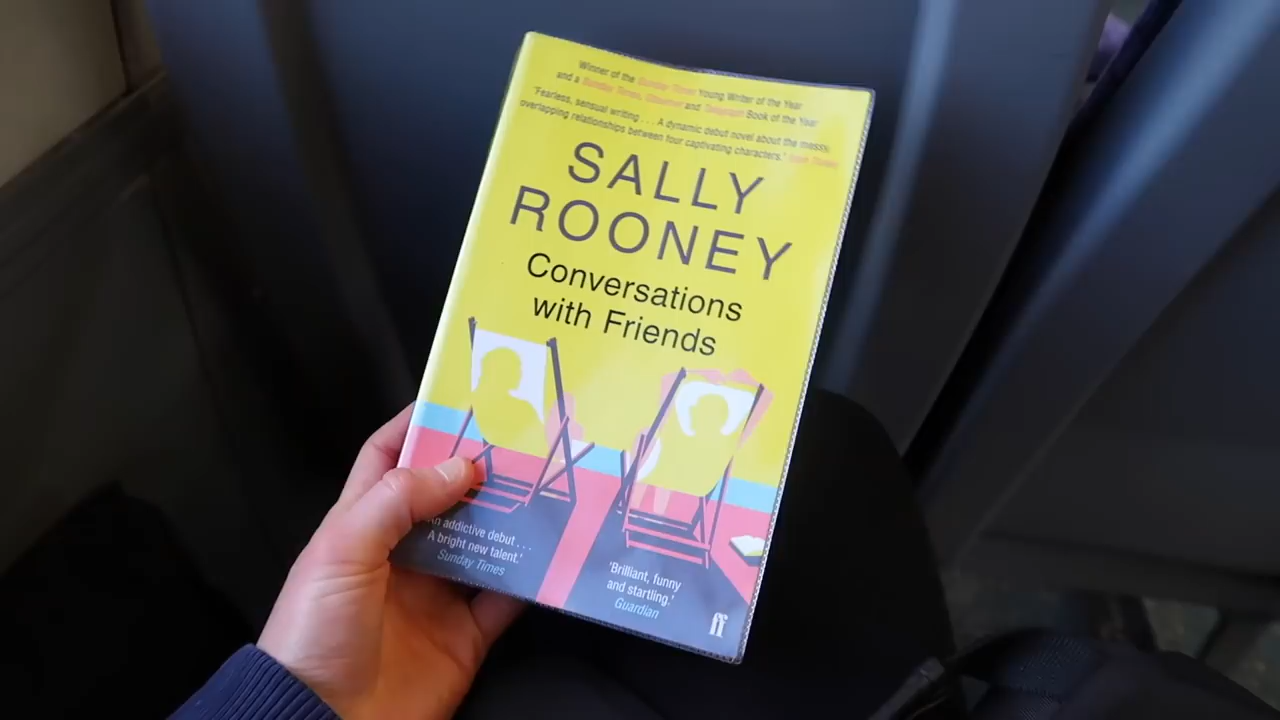 Winner of the Sunday Times Young Writer of the Year
and a Sunday Times, Observer and Telegraph Book of the Year
'Fearless, sensual writing . . . A dynamic debut novel about the messy,
overlapping relationships between four captivating characters.'
SALLY
ROONEY
Conversations
with Friends
An addictive debut . . .
A bright new talent.'
Sunday Times
'Brilliant, funny
and startling.'
Guardian
ff